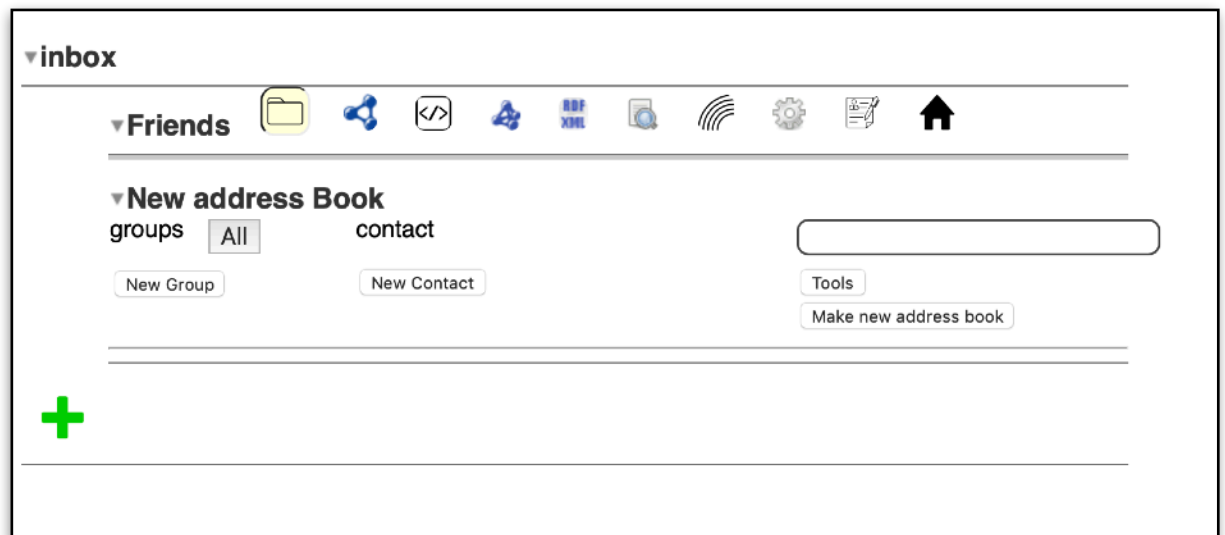 inbox
Friends
</>
RDF
XML
New address Book
groups All contact
New Group New Contact Tools
Make new address book